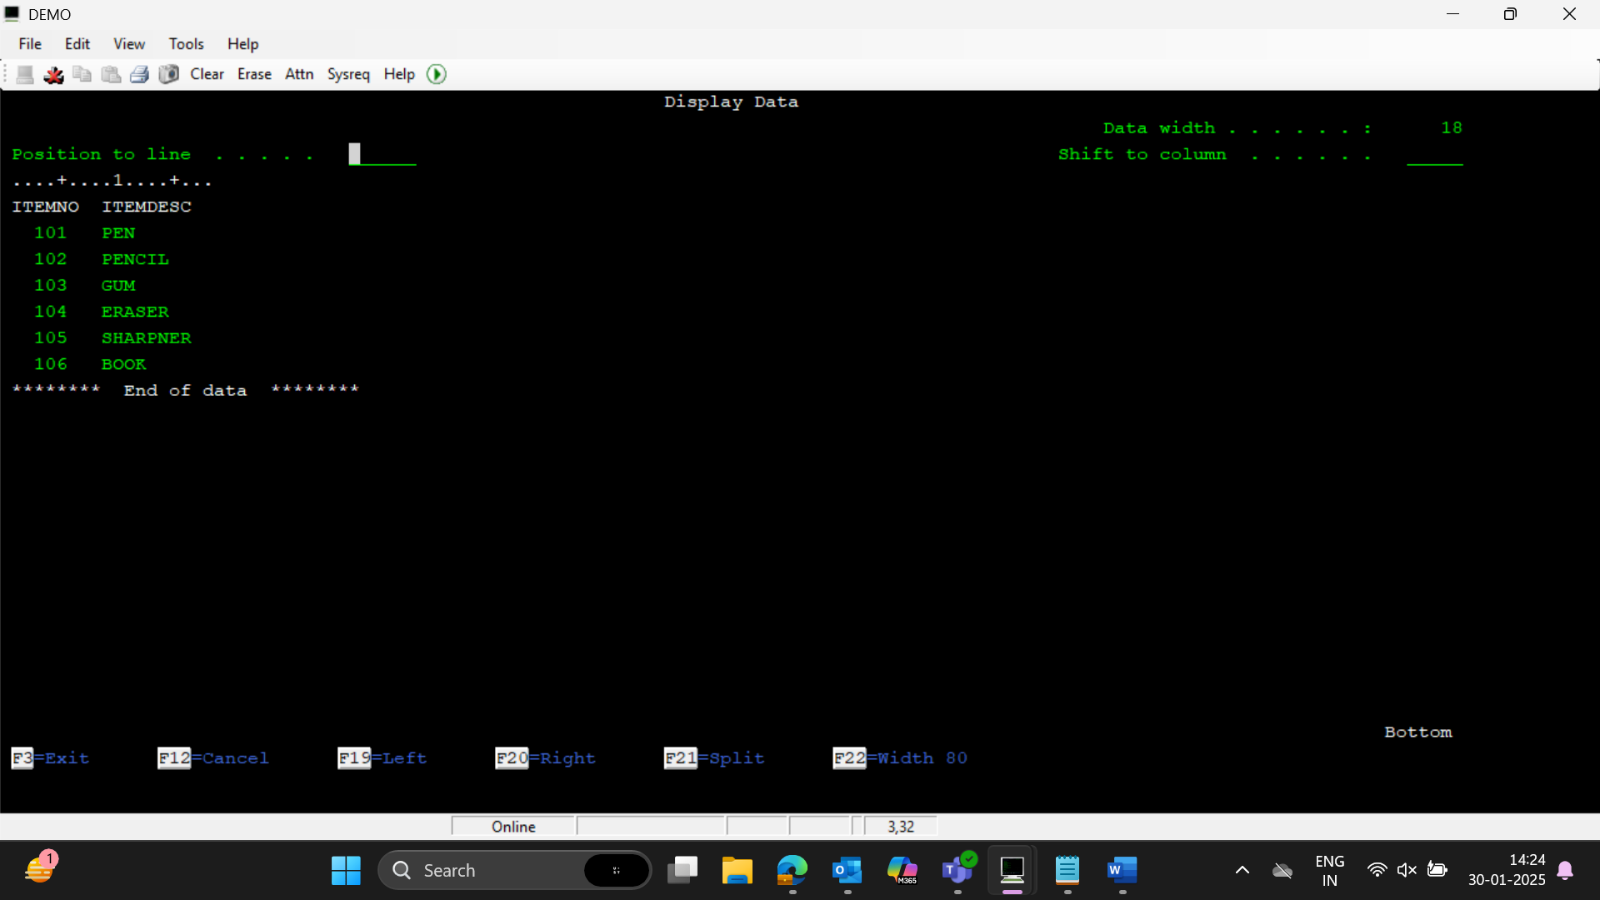 DEMO
File Edit View Tools Help
Clear Erase Attn Sysreq Help
Display Data
Data width . . . . . . : 18
Position to line . . . . . Shift to column . . . . . .
....+....1....+...
ITEMNO ITEMDESC
101 PEN
102 PENCIL
103 GUM
104 ERASER
105 SHARPNER
106 BOOK
******** End of data ********
Bottom
F3=Exit F12=Cancel F19=Left F20=Right F21=Split F22=Width 80
Online 3,32
1 Search M365 ENG 14:24
IN 30-01-2025